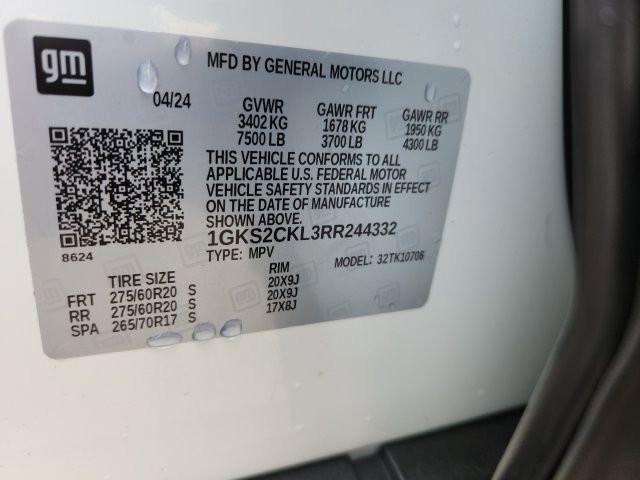 gm
MFD BY GENERAL MOTORS LLC
04/24
GVWR GAWR FRT GAWR RR
3402 KG 1678 KG 1950 KG
7500 LB 3700 LB 4300 LB
THIS VEHICLE CONFORMS TO ALL
APPLICABLE U.S. FEDERAL MOTOR
VEHICLE SAFETY STANDARDS IN EFFECT
ON THE DATE OF MANUFACTURE
SHOWN ABOVE.
1GKS2CKL3RR244332
8624
TYPE: MPV MODEL: 32TK10706
TIRE SIZE RIM
FRT 275/60R20 S 20X9J
RR 275/60R20 S 20X9J
SPA 265/70R17 S 17X8J